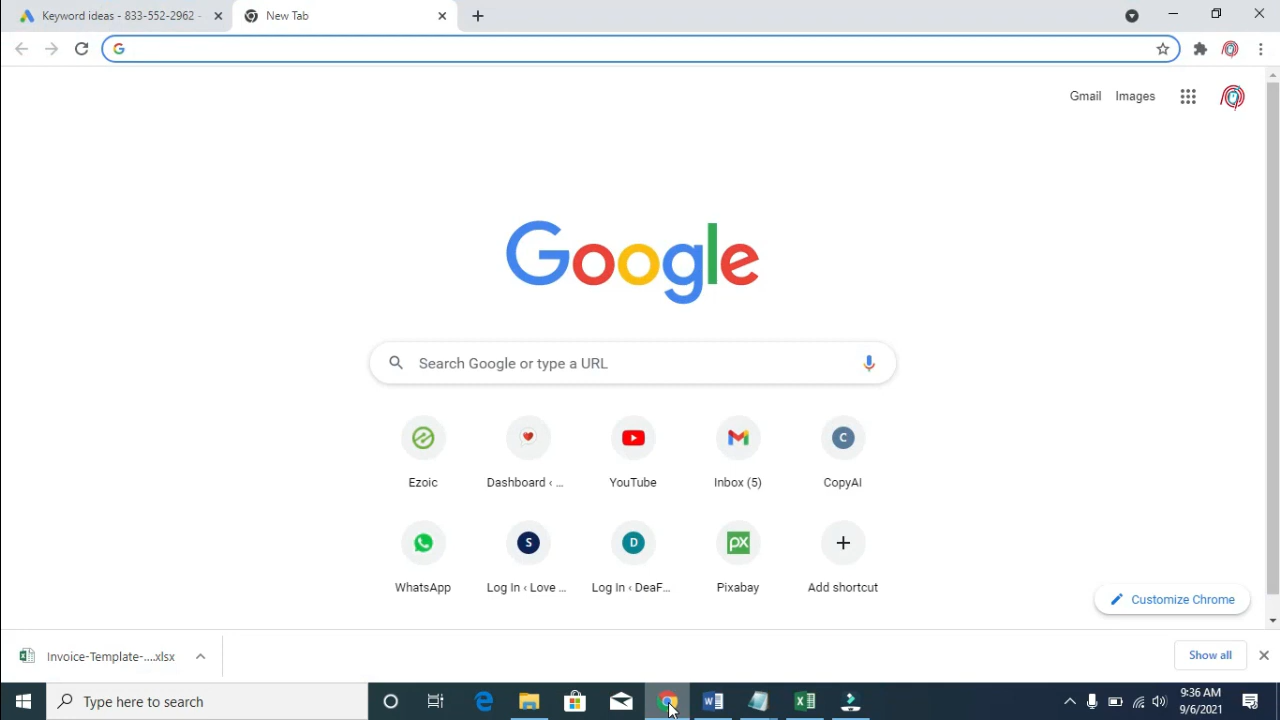 Keyword ideas - 833-552-2962 -
New Tab
Gmail
Images
Google
Search Google or type a URL
Ezoic
Dashboard ‹ ...
YouTube
Inbox (5)
C
CopyAI
S
D
px
WhatsApp
Log In ‹ Love ...
Log In ‹ DeaF...
Pixabay
Add shortcut
Customize Chrome
Invoice-Template-....xlsx
Show all
Type here to search
9:36 AM
9/6/2021